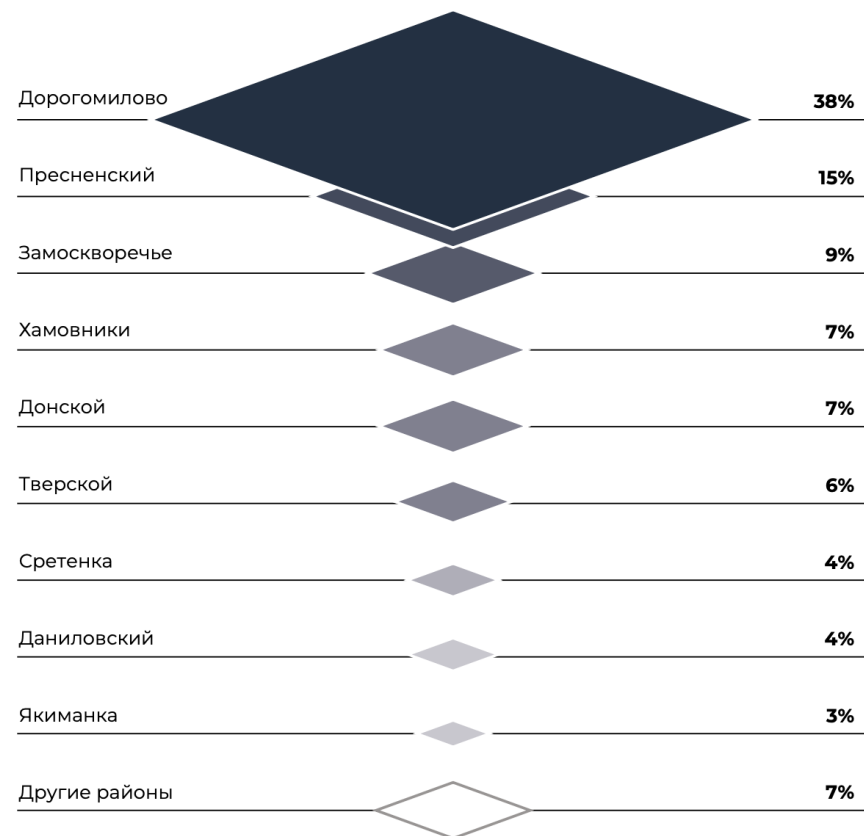 Дорогомилово 38%
Пресненский 15%
Замоскворечье 9%
Хамовники 7%
Донской 7%
Тверской 6%
Сретенка 4%
Даниловский 4%
Якиманка 3%
Другие районы 7%